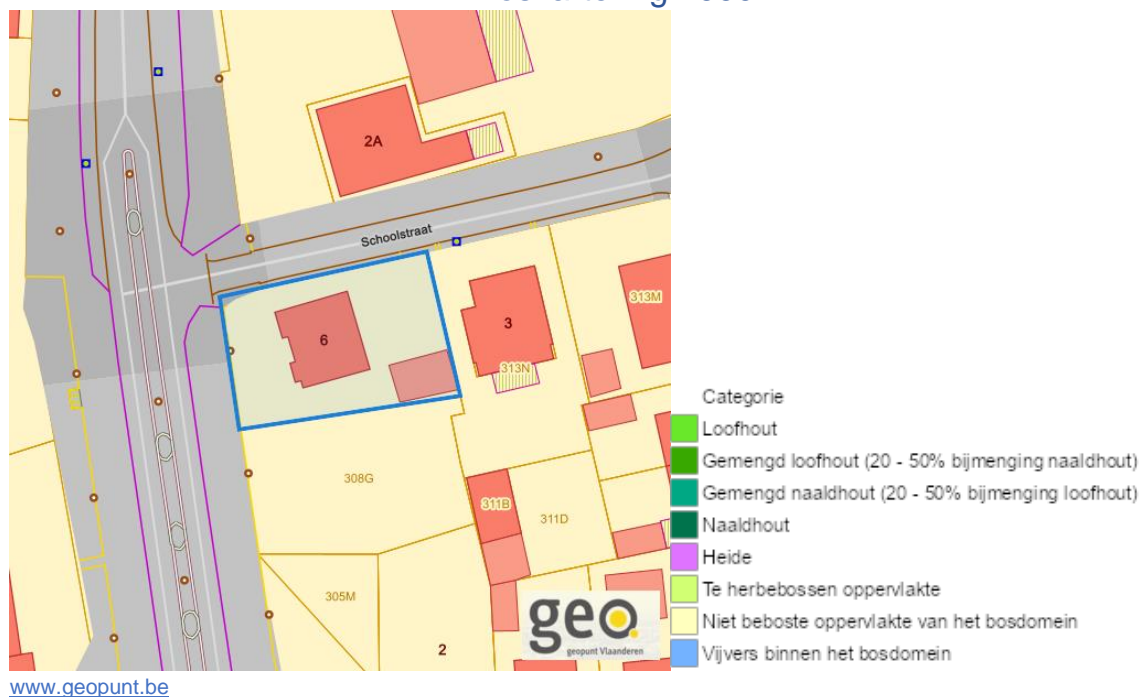 2A
Schoolstraat
313M
6
3
313N
308G
311B
311D
305M
2
geo
geopunt Vlaanderen
Categorie
Loofhout
Gemengd loofhout (20 - 50% bijmenging naaldhout)
Gemengd naaldhout (20 - 50% bijmenging loofhout)
Naaldhout
Heide
Te herbebossen oppervlakte
Niet beboste oppervlakte van het bosdomein
Vijvers binnen het bosdomein
www.geopunt.be